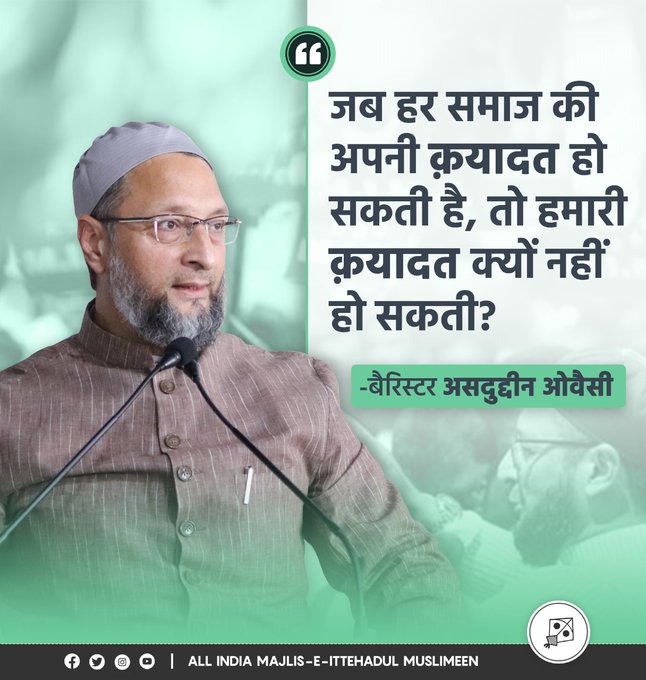 जब हर समाज की
अपनी क़यादत हो
सकती है, तो हमारी
क़यादत क्यों नहीं
हो सकती?
-बैरिस्टर असदुद्दीन ओवैसी
ALL INDIA MAJLIS-E-ITTEHADUL MUSLIMEEN